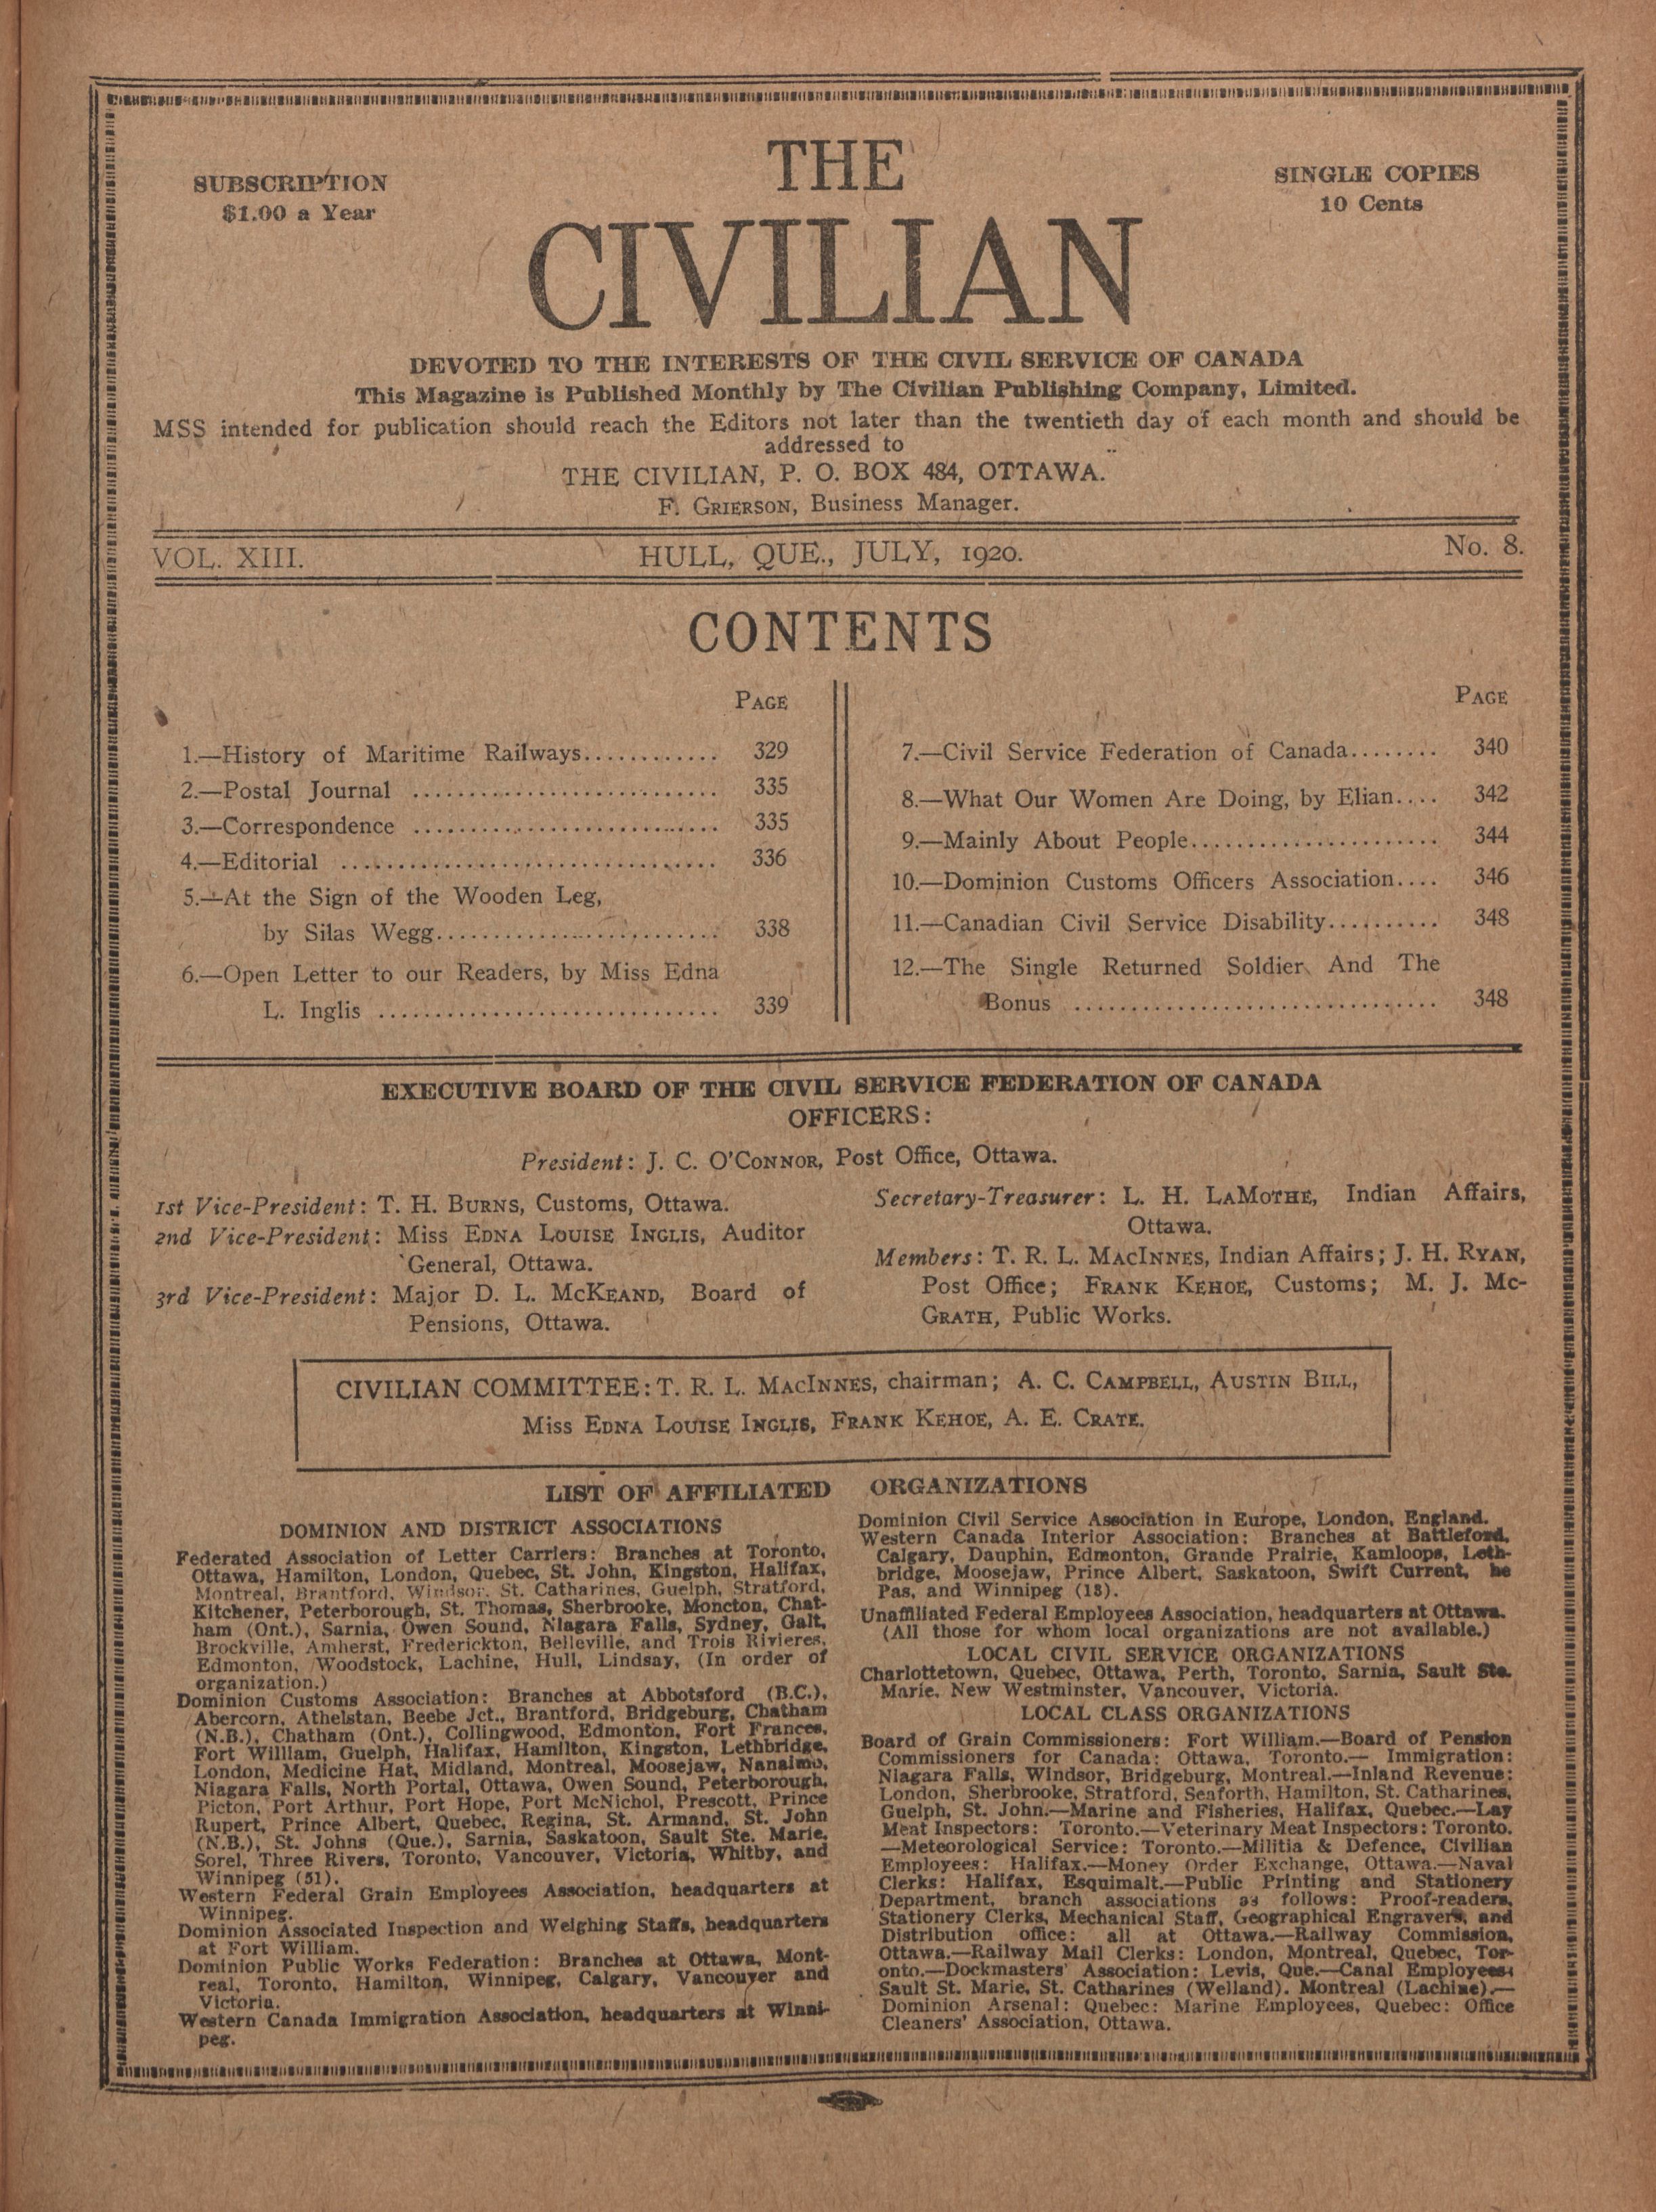 SUBSCRIPTION
$1.00 a Year
THE
CIVILIAN
SINGLE COPIES
10 Cents
DEVOTED TO THE INTERESTS OF THE CIVIL SERVICE OF CANADA
This Magazine is Published Monthly by The Civilian Publishing Company, Limited.
MSS intended for publication should reach the Editors not later than the twentieth day of each month and should be
addressed to
THE CIVILIAN, P. O. BOX 484, OTTAWA.
F. GRIERSON, Business Manager.
VOL. XIII. HULL, QUE., JULY, 1920. No. 8.
CONTENTS
PAGE
1.—History of Maritime Railways............ 329
2.—Postal Journal ........................... 335
3.—Correspondence ........................... 335
4.—Editorial ................................. 336
5.—At the Sign of the Wooden Leg,
by Silas Wegg......................... 338
6.—Open Letter to our Readers, by Miss Edna
L. Inglis .............................. 339
PAGE
7.—Civil Service Federation of Canada........ 340
8.—What Our Women Are Doing, by Elian.... 342
9.—Mainly About People...................... 344
10.—Dominion Customs Officers Association.... 346
11.—Canadian Civil Service Disability.......... 348
12.—The Single Returned Soldier And The
Bonus ................................ 348
EXECUTIVE BOARD OF THE CIVIL SERVICE FEDERATION OF CANADA
OFFICERS:
President: J. C. O'CONNOR, Post Office, Ottawa.
1st Vice-President: T. H. BURNS, Customs, Ottawa.
2nd Vice-President: Miss EDNA LOUISE INGLIS, Auditor
General, Ottawa.
3rd Vice-President: Major D. L. MCKEAND, Board of
Pensions, Ottawa.
Secretary-Treasurer: L. H. LAMOTHE, Indian Affairs,
Ottawa.
Members: T. R. L. MACINNES, Indian Affairs; J. H. RYAN,
Post Office; FRANK KEHOE, Customs; M. J. MC-
GRATH, Public Works.
CIVILIAN COMMITTEE: T. R. L. MACINNES, chairman; A. C. CAMPBELL, AUSTIN BILL,
Miss EDNA LOUISE INGLIS, FRANK KEHOE, A. E. CRATE.
LIST OF AFFILIATED ORGANIZATIONS
DOMINION AND DISTRICT ASSOCIATIONS
Federated Association of Letter Carriers: Branches at Toronto,
Ottawa, Hamilton, London, Quebec, St. John, Kingston, Halifax,
Montreal, Brantford, Windsor, St. Catharines, Guelph, Stratford,
Kitchener, Peterborough, St. Thomas, Sherbrooke, Moncton, Chat-
ham (Ont.), Sarnia, Owen Sound, Niagara Falls, Sydney, Galt,
Brockville, Amherst, Frederickton, Belleville, and Trois Rivieres,
Edmonton, Woodstock, Lachine, Hull, Lindsay, (In order of
organization.)
Dominion Customs Association: Branches at Abbotsford (B.C.),
Abercorn, Athelstan, Beebe Jct., Brantford, Bridgeburg, Chatham
(N.B.), Chatham (Ont.), Collingwood, Edmonton, Fort Frances,
Fort William, Guelph, Halifax, Hamilton, Kingston, Lethbridge,
London, Medicine Hat, Midland, Montreal, Moosejaw, Nanaimo,
Niagara Falls, North Portal, Ottawa, Owen Sound, Peterborough,
Picton, Port Arthur, Port Hope, Port McNichol, Prescott, Prince
Rupert, Prince Albert, Quebec, Regina, St. Armand, St. John
(N.B.), St. Johns (Que.), Sarnia, Saskatoon, Sault Ste. Marie,
Sorel, Three Rivers, Toronto, Vancouver, Victoria, Whitby, and
Winnipeg (51).
Western Federal Grain Employees Association, headquarters at
Winnipeg.
Dominion Associated Inspection and Weighing Staffs, headquarters
at Fort William.
Dominion Public Works Federation: Branches at Ottawa, Mont-
real, Toronto, Hamilton, Winnipeg, Calgary, Vancouver and
Victoria.
Western Canada Immigration Association, headquarters at Winni-
peg.
Dominion Civil Service Association in Europe, London, England.
Western Canada Interior Association: Branches at Battleford,
Calgary, Dauphin, Edmonton, Grande Prairie, Kamloops, Leth-
bridge, Moosejaw, Prince Albert, Saskatoon, Swift Current, he
Pas, and Winnipeg (13).
Unaffiliated Federal Employees Association, headquarters at Ottawa.
(All those for whom local organizations are not available.)
LOCAL CIVIL SERVICE ORGANIZATIONS
Charlottetown, Quebec, Ottawa, Perth, Toronto, Sarnia, Sault Ste.
Marie, New Westminster, Vancouver, Victoria.
LOCAL CLASS ORGANIZATIONS
Board of Grain Commissioners: Fort William.—Board of Pension
Commissioners for Canada: Ottawa, Toronto.— Immigration:
Niagara Falls, Windsor, Bridgeburg, Montreal.—Inland Revenue:
London, Sherbrooke, Stratford, Seaforth, Hamilton, St. Catharines,
Guelph, St. John.—Marine and Fisheries, Halifax, Quebec.—Lay
Meat Inspectors: Toronto.—Veterinary Meat Inspectors: Toronto.
—Meteorological Service: Toronto.—Militia & Defence, Civilian
Employees: Halifax.—Money Order Exchange, Ottawa.—Naval
Clerks: Halifax, Esquimalt.—Public Printing and Stationery
Department, branch associations as follows: Proof-readers,
Stationery Clerks, Mechanical Staff, Geographical Engravers, and
Distribution office: all at Ottawa.—Railway Commission,
Ottawa.—Railway Mail Clerks: London, Montreal, Quebec, Tor-
onto.—Dockmasters' Association: Levis, Que.—Canal Employees:
Sault St. Marie, St. Catharines (Welland). Montreal (Lachine).—
Dominion Arsenal: Quebec: Marine Employees, Quebec: Office
Cleaners' Association, Ottawa.